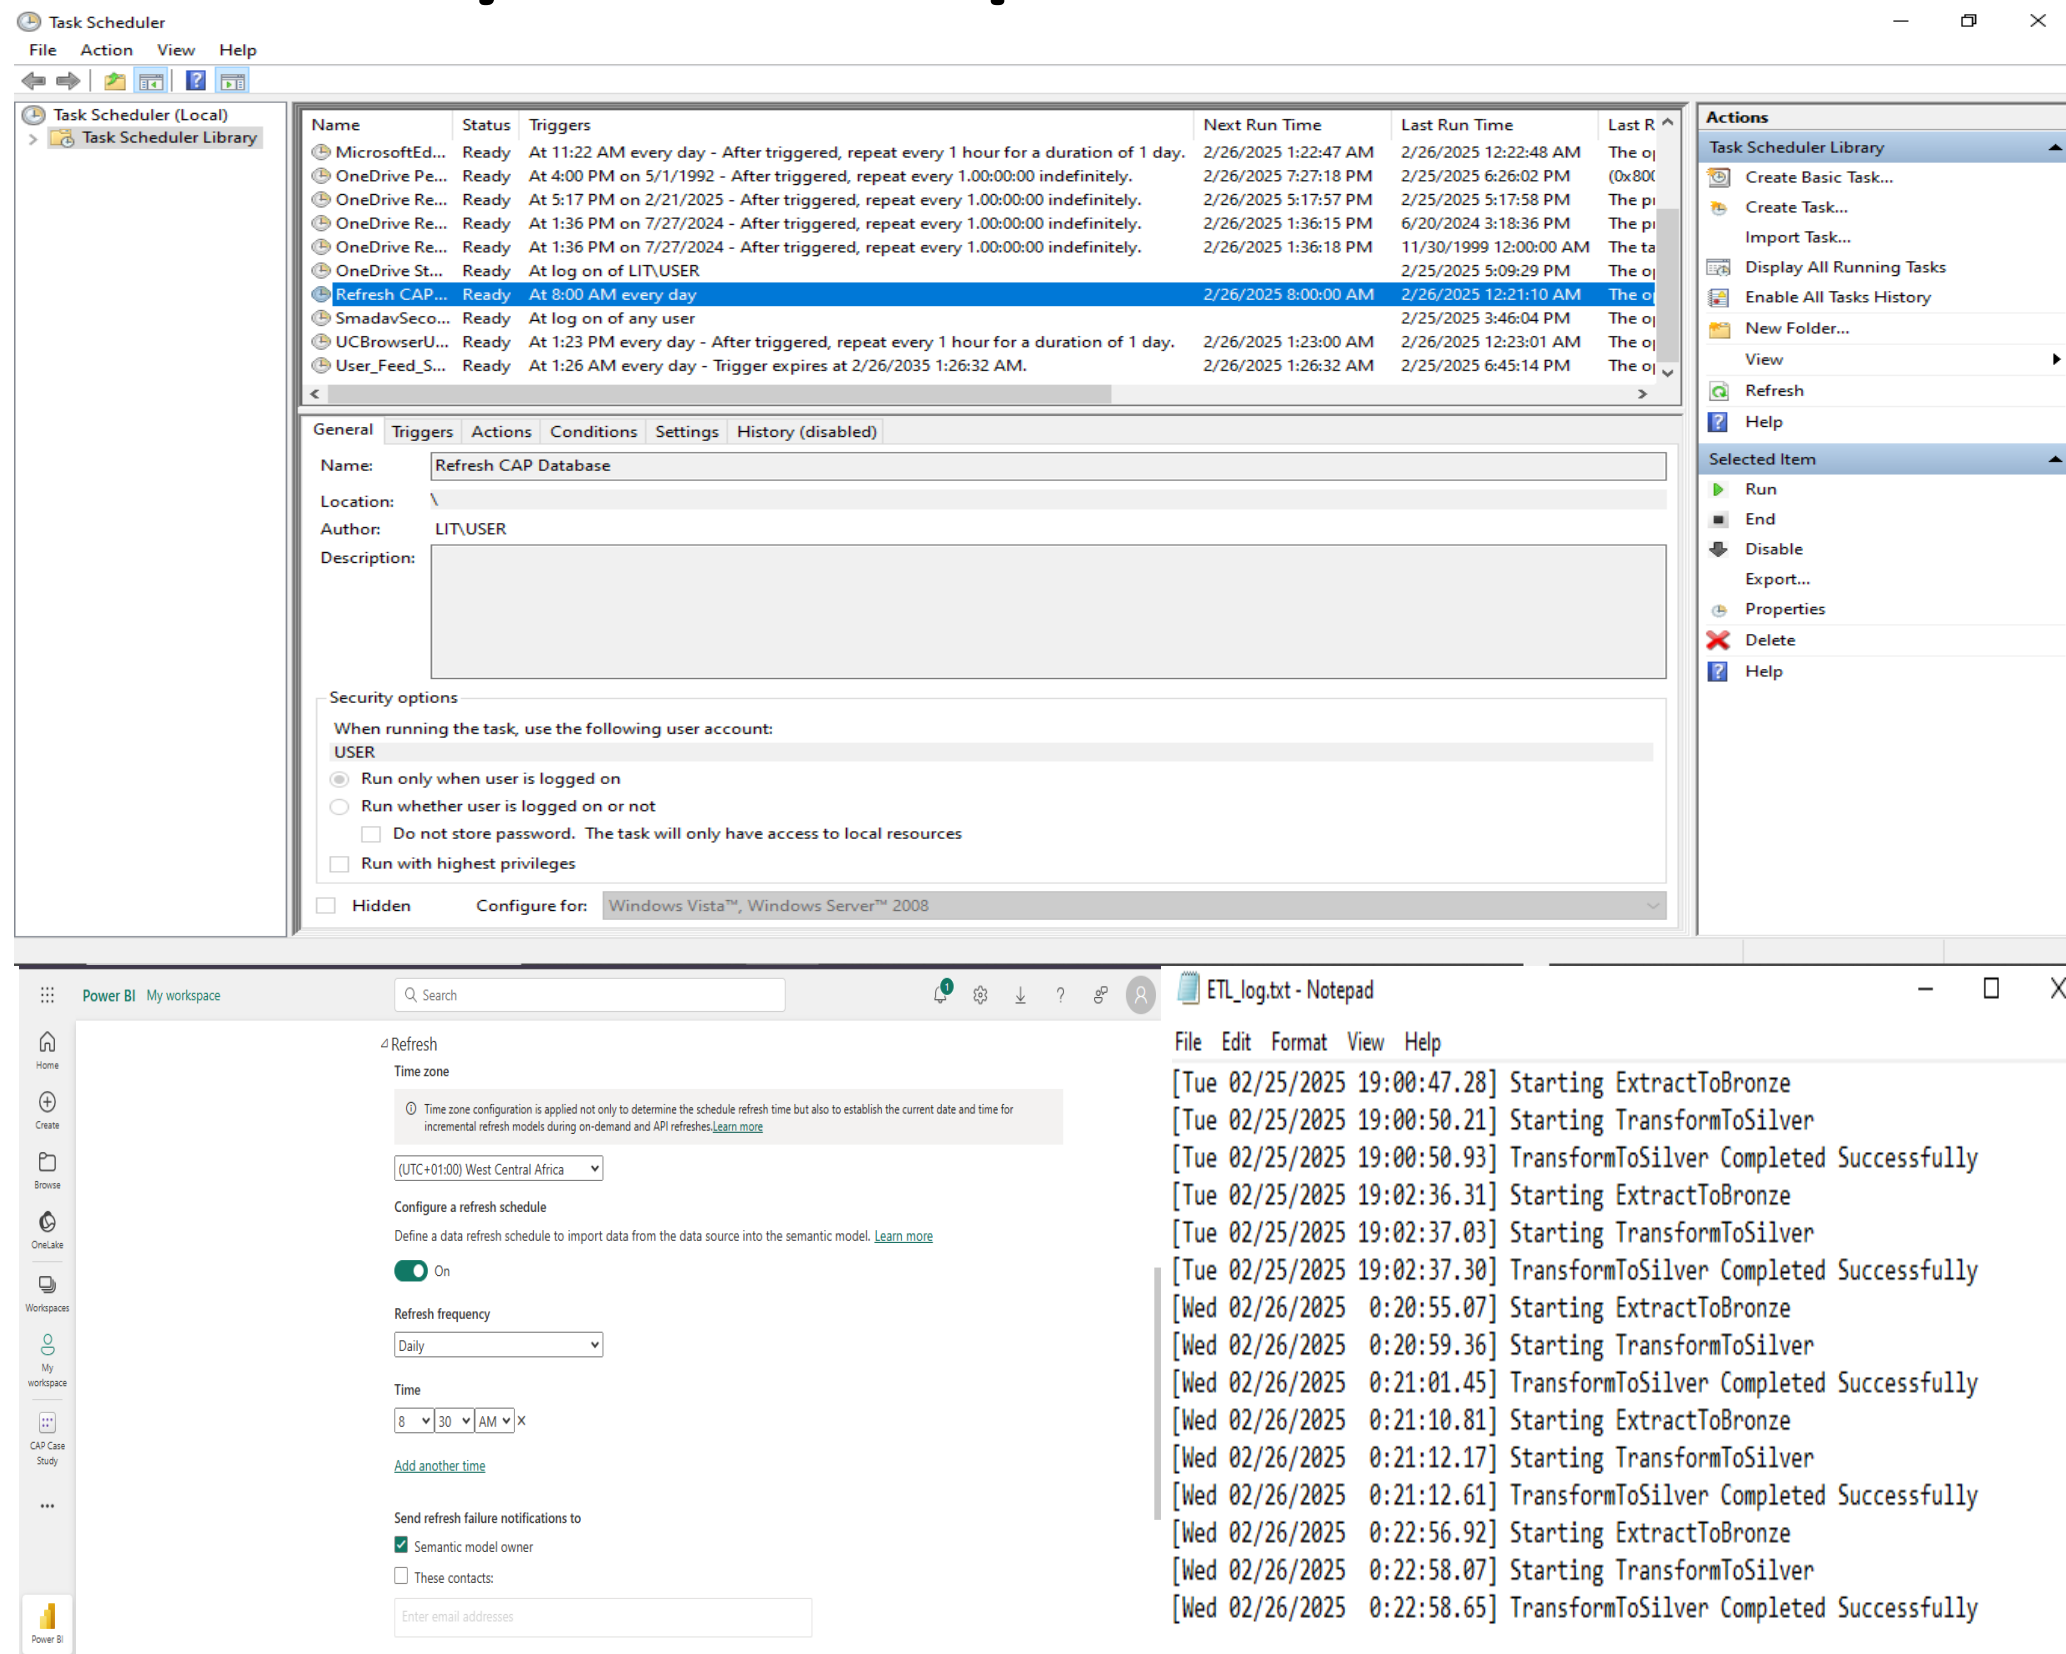 Task Scheduler
File Action View Help
Task Scheduler (Local)
Task Scheduler Library
Name Status Triggers Next Run Time Last Run Time Last R
MicrosoftEd... Ready At 11:22 AM every day - After triggered, repeat every 1 hour for a duration of 1 day. 2/26/2025 1:22:47 AM 2/26/2025 12:22:48 AM The o
OneDrive Pe... Ready At 4:00 PM on 5/1/1992 - After triggered, repeat every 1.00:00:00 indefinitely. 2/26/2025 7:27:18 PM 2/25/2025 6:26:02 PM (0x800
OneDrive Re... Ready At 5:17 PM on 2/21/2025 - After triggered, repeat every 1.00:00:00 indefinitely. 2/26/2025 5:17:57 PM 2/25/2025 5:17:58 PM The p
OneDrive Re... Ready At 1:36 PM on 7/27/2024 - After triggered, repeat every 1.00:00:00 indefinitely. 2/26/2025 1:36:15 PM 6/20/2024 3:18:36 PM The p
OneDrive Re... Ready At 1:36 PM on 7/27/2024 - After triggered, repeat every 1.00:00:00 indefinitely. 2/26/2025 1:36:18 PM 11/30/1999 12:00:00 AM The ta
OneDrive St... Ready At log on of LIT\USER 2/25/2025 5:09:29 PM The o
Refresh CAP... Ready At 8:00 AM every day 2/26/2025 8:00:00 AM 2/26/2025 12:21:10 AM The o
SmadavSeco... Ready At log on of any user 2/25/2025 3:46:04 PM The o
UCBrowserU... Ready At 1:23 PM every day - After triggered, repeat every 1 hour for a duration of 1 day. 2/26/2025 1:23:00 AM 2/26/2025 12:23:01 AM The o
User_Feed_S... Ready At 1:26 AM every day - Trigger expires at 2/26/2035 1:26:32 AM. 2/26/2025 1:26:32 AM 2/25/2025 6:45:14 PM The o
General Triggers Actions Conditions Settings History (disabled)
Name: Refresh CAP Database
Location: \
Author: LIT\USER
Description:
Security options
When running the task, use the following user account:
USER
Run only when user is logged on
Run whether user is logged on or not
Do not store password. The task will only have access to local resources
Run with highest privileges
Hidden Configure for: Windows Vista™, Windows Server™ 2008
Actions
Task Scheduler Library
Create Basic Task...
Create Task...
Import Task...
Display All Running Tasks
Enable All Tasks History
New Folder...
View
Refresh
Help
Selected Item
Run
End
Disable
Export...
Properties
Delete
Help
Power BI My workspace
Search
1
Home
Create
Browse
OneLake
Workspaces
My
workspace
CAP Case
Study
Power BI
Refresh
Time zone
Time zone configuration is applied not only to determine the schedule refresh time but also to establish the current date and time for
incremental refresh models during on-demand and API refreshes.Learn more
(UTC+01:00) West Central Africa
Configure a refresh schedule
Define a data refresh schedule to import data from the data source into the semantic model. Learn more
On
Refresh frequency
Daily
Time
8 30 AM X
Add another time
Send refresh failure notifications to
Semantic model owner
These contacts:
Enter email addresses
ETL_log.txt - Notepad
File Edit Format View Help
[Tue 02/25/2025 19:00:47.28] Starting ExtractToBronze
[Tue 02/25/2025 19:00:50.21] Starting TransformToSilver
[Tue 02/25/2025 19:00:50.93] TransformToSilver Completed Successfully
[Tue 02/25/2025 19:02:36.31] Starting ExtractToBronze
[Tue 02/25/2025 19:02:37.03] Starting TransformToSilver
[Tue 02/25/2025 19:02:37.30] TransformToSilver Completed Successfully
[Wed 02/26/2025  0:20:55.07] Starting ExtractToBronze
[Wed 02/26/2025  0:20:59.36] Starting TransformToSilver
[Wed 02/26/2025  0:21:01.45] TransformToSilver Completed Successfully
[Wed 02/26/2025  0:21:10.81] Starting ExtractToBronze
[Wed 02/26/2025  0:21:12.17] Starting TransformToSilver
[Wed 02/26/2025  0:21:12.61] TransformToSilver Completed Successfully
[Wed 02/26/2025  0:22:56.92] Starting ExtractToBronze
[Wed 02/26/2025  0:22:58.07] Starting TransformToSilver
[Wed 02/26/2025  0:22:58.65] TransformToSilver Completed Successfully